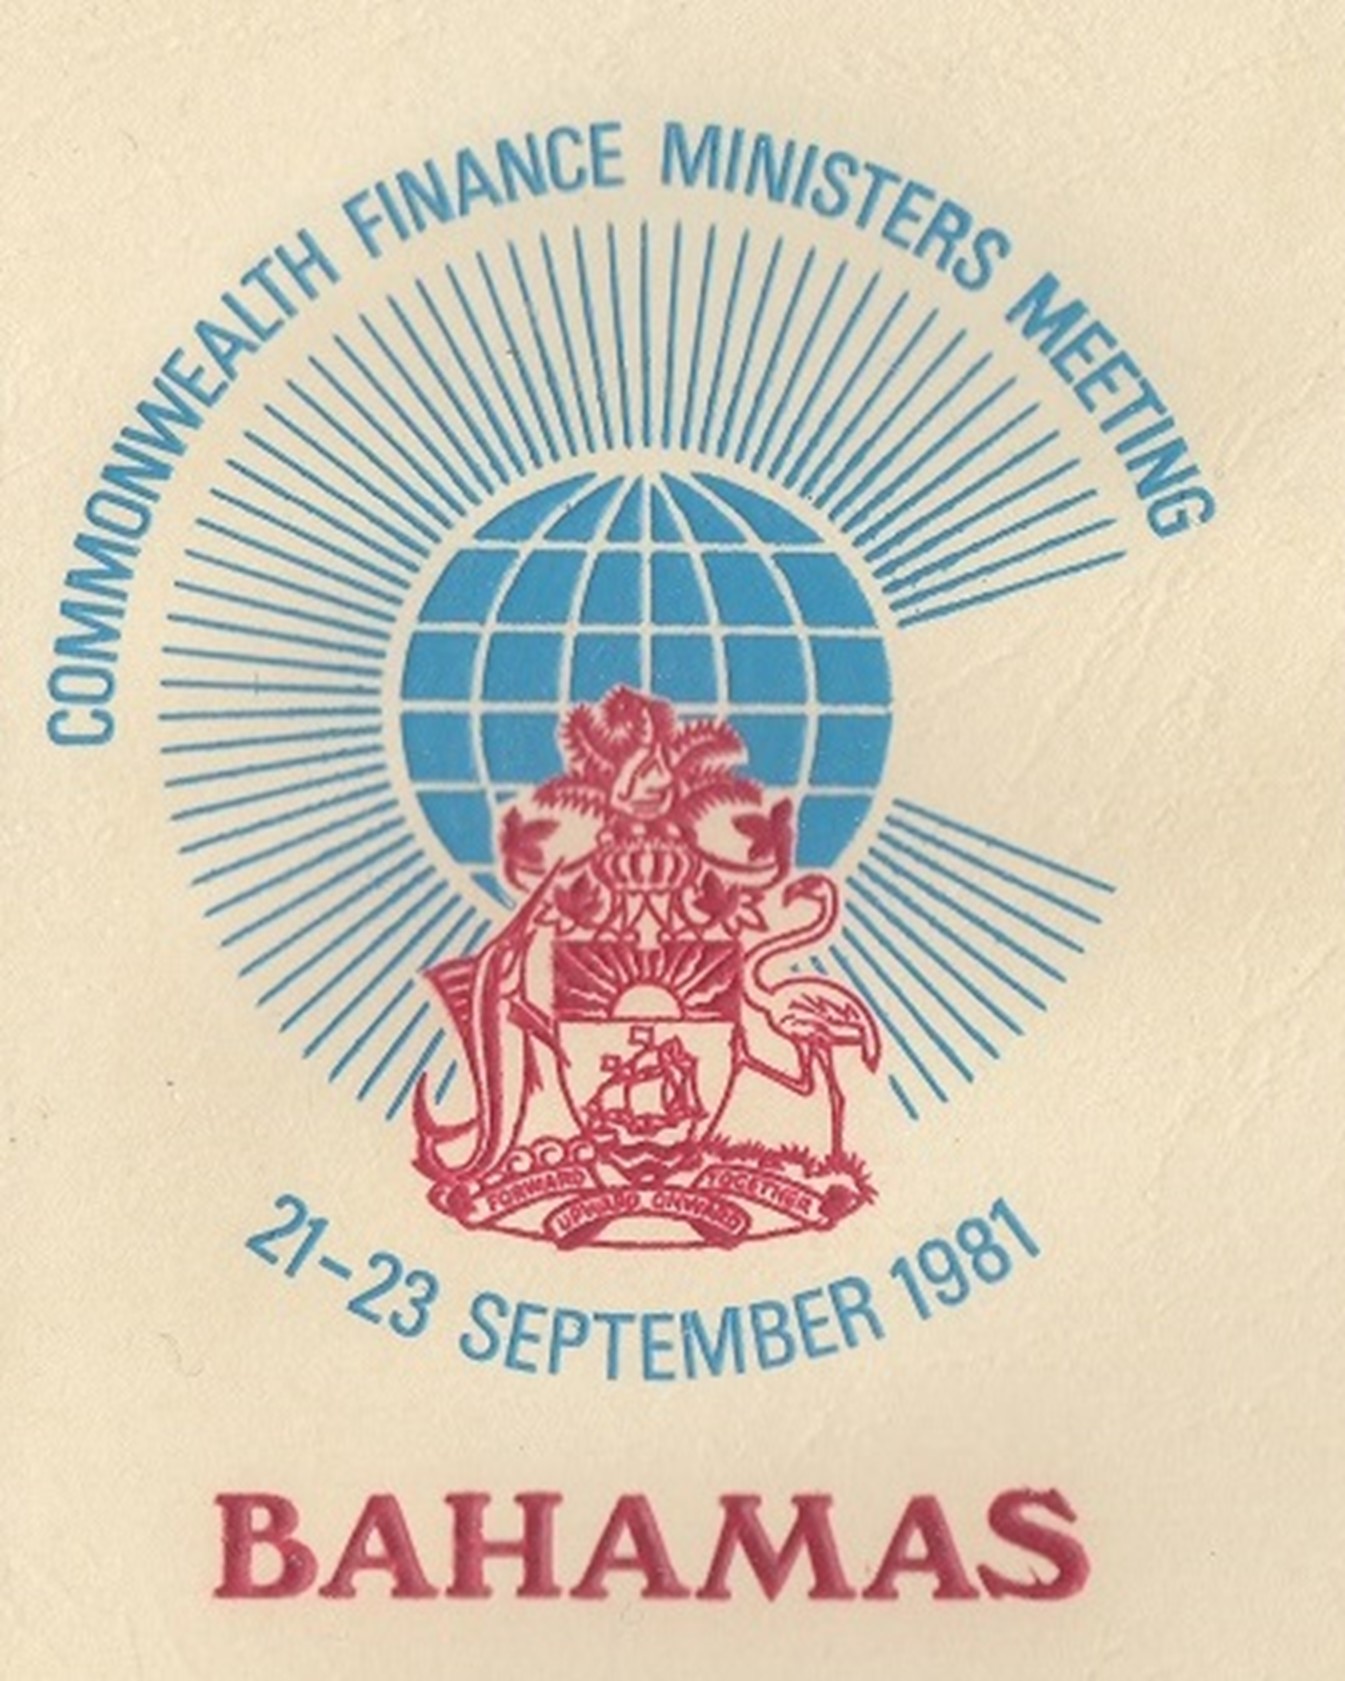 COMMONWEALTH FINANCE MINISTERS MEETING
FORWARD UPWARD ONWARD TOGETHER
21-23 SEPTEMBER 1981
BAHAMAS